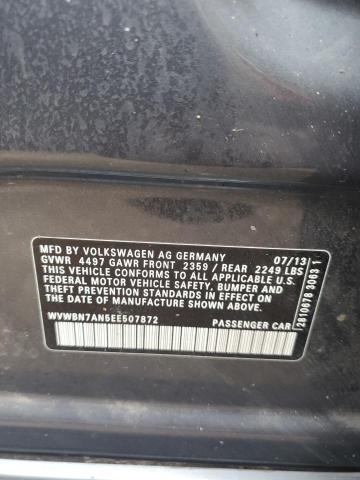 MFD BY VOLKSWAGEN AG GERMANY 07/13
GVWR 4497 GAWR FRONT 2359 / REAR 2249 LBS
THIS VEHICLE CONFORMS TO ALL APPLICABLE U.S.
FEDERAL MOTOR VEHICLE SAFETY, BUMPER AND
THEFT PREVENTION STANDARDS IN EFFECT ON THE
DATE OF MANUFACTURE SHOWN ABOVE.
WVWBN7AN5EE507872 PASSENGER CAR
2810678 3063 1